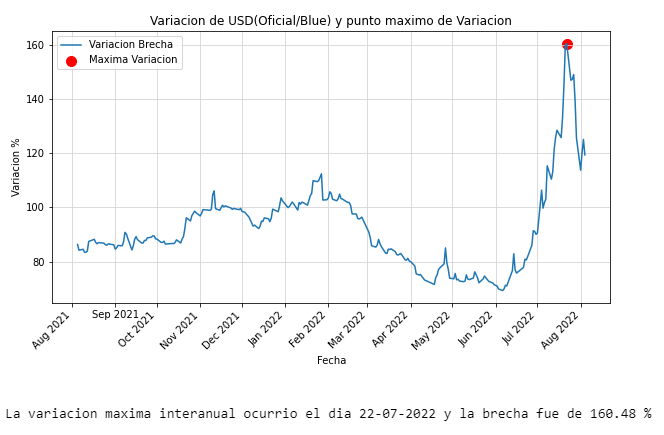 Variacion de USD(Oficial/Blue) y punto maximo de Variacion
Variacion Brecha
Maxima Variacion
Variacion %
160
140
120
100
80
Aug 2021
Sep 2021
Oct 2021
Nov 2021
Dec 2021
Jan 2022
Feb 2022
Mar 2022
Apr 2022
May 2022
Jun 2022
Jul 2022
Aug 2022
Fecha
La variacion maxima interanual ocurrio el dia 22-07-2022 y la brecha fue de 160.48 %